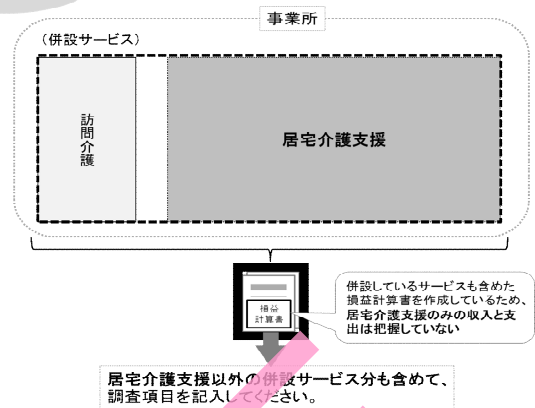 事業所
（併設サービス）
訪問介護
居宅介護支援
損益
計算書
併設しているサービスも含めた
損益計算書を作成しているため、
居宅介護支援のみの収入と支
出は把握していない
居宅介護支援以外の併設サービス分も含めて、
調査項目を記入してください。